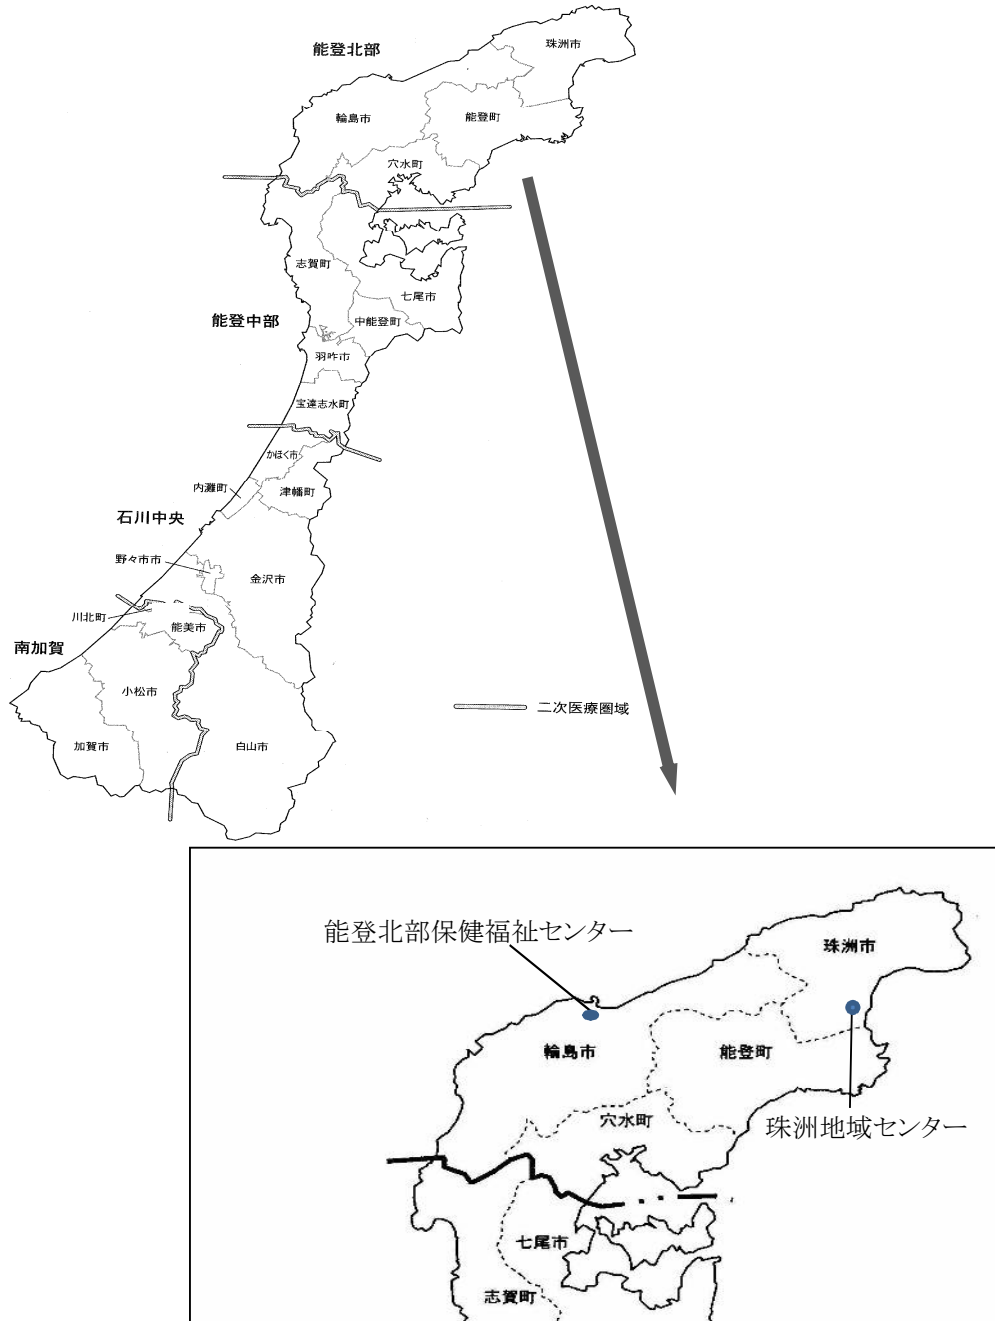 能登北部
珠洲市
輪島市
能登町
穴水町
志賀町
七尾市
能登中部
中能登町
羽咋市
宝達志水町
かほく市
内灘町
津幡町
石川中央
野々市市
金沢市
川北町
能美市
南加賀
小松市
二次医療圏域
加賀市
白山市
能登北部保健福祉センター
珠洲市
輪島市
能登町
穴水町
珠洲地域センター
七尾市
志賀町